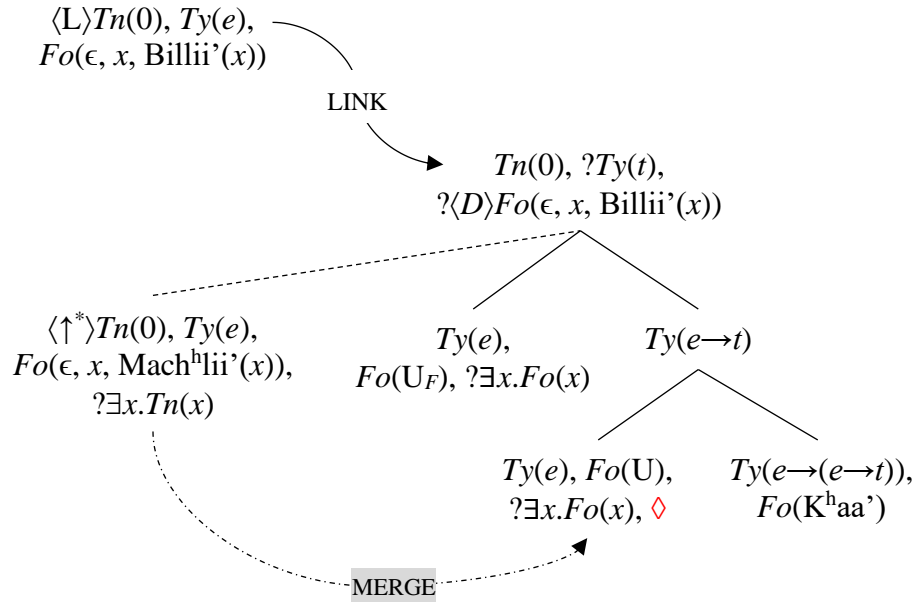 ⟨L⟩Tn(0), Ty(e),
Fo(ϵ, x, Billii’(x))
LINK
Tn(0), ?Ty(t),
?⟨D⟩Fo(ϵ, x, Billii’(x))
⟨↑*⟩Tn(0), Ty(e),
Fo(ϵ, x, Machʰlii’(x)),
?∃x.Tn(x)
Ty(e),
Fo(U_F), ?∃x.Fo(x)
Ty(e→t)
Ty(e), Fo(U),
?∃x.Fo(x), ◊
Ty(e→(e→t)),
Fo(Kʰaa’)
MERGE